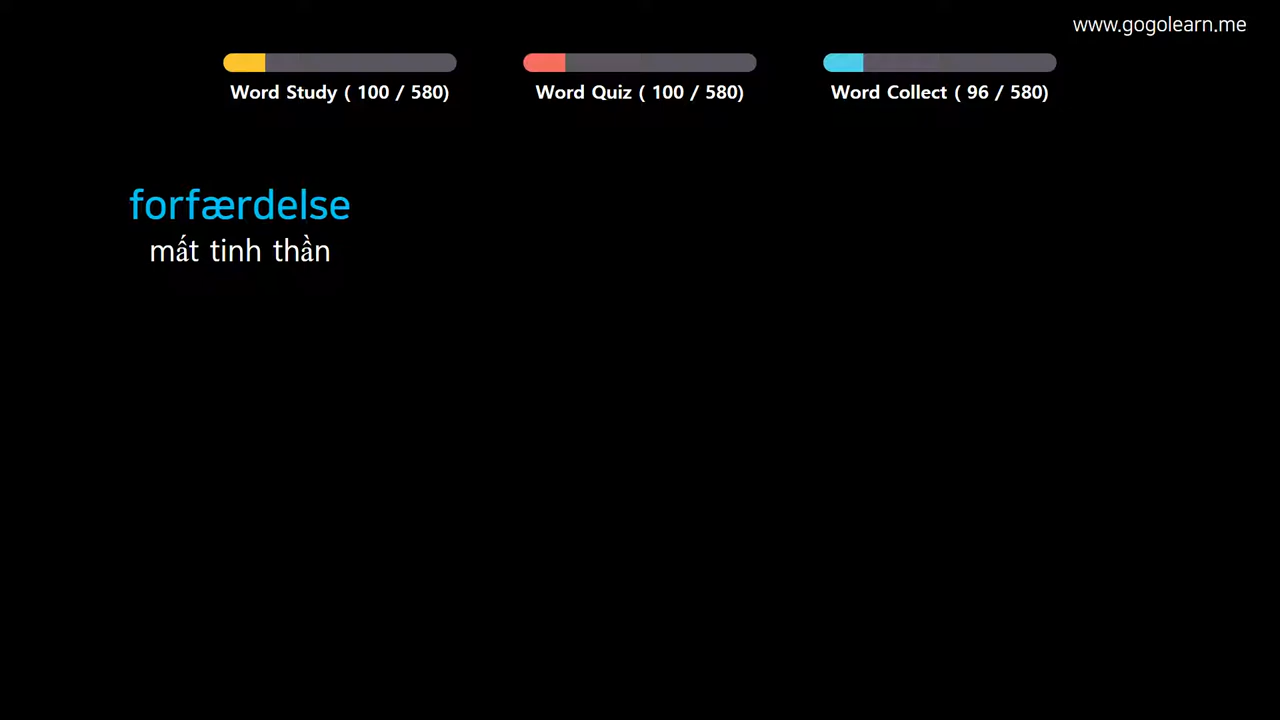 www.gogolearn.me
Word Study ( 100 / 580)
Word Quiz ( 100 / 580)
Word Collect ( 96 / 580)
forfærdelse
mất tinh thần